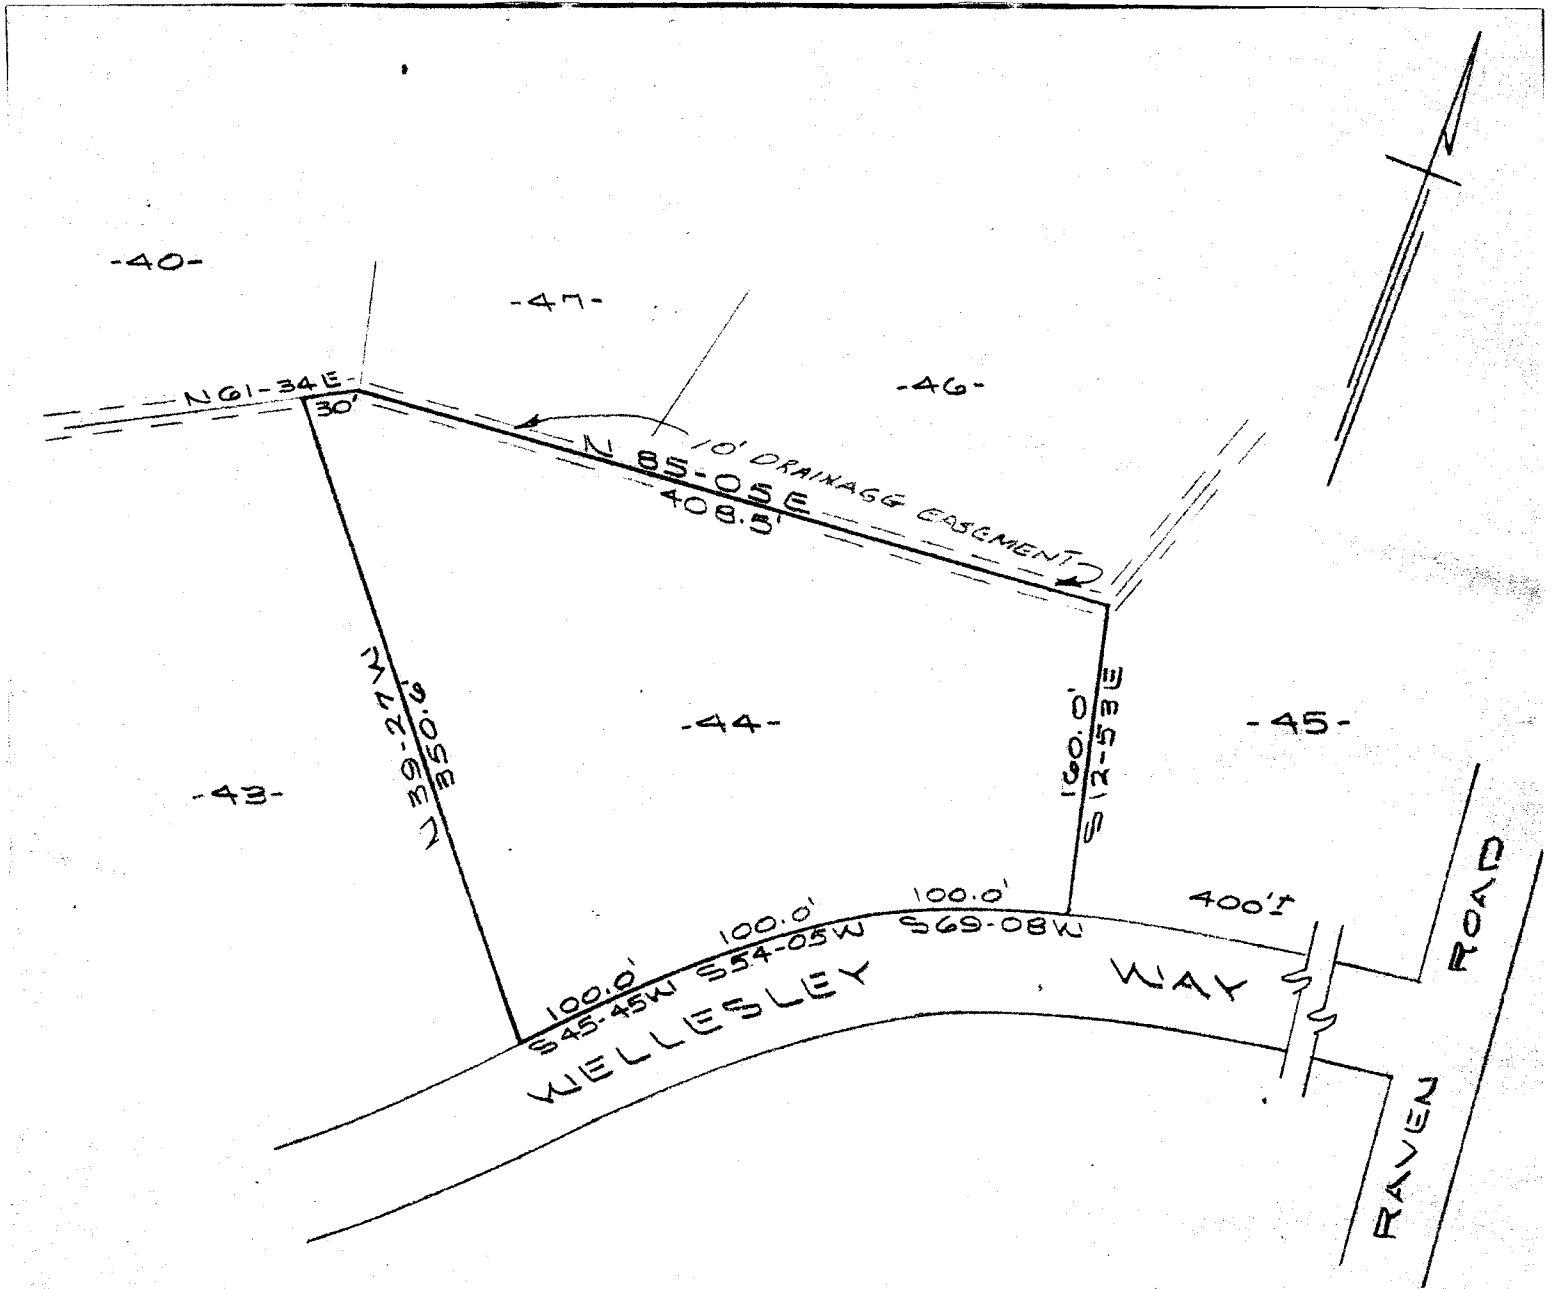 -40-
-47-
-46-
N61-34E
30'
10' DRAINAGG EASEMENT
N 85-05E
408.5'
N 39-27 W
350.6'
-44-
160.0'
S12-53E
-45-
-43-
100.0'
S69-08W
100.0'
S54-05W
100.0'
S45-45W
400'±
WELLESLEY WAY
RAVEN ROAD